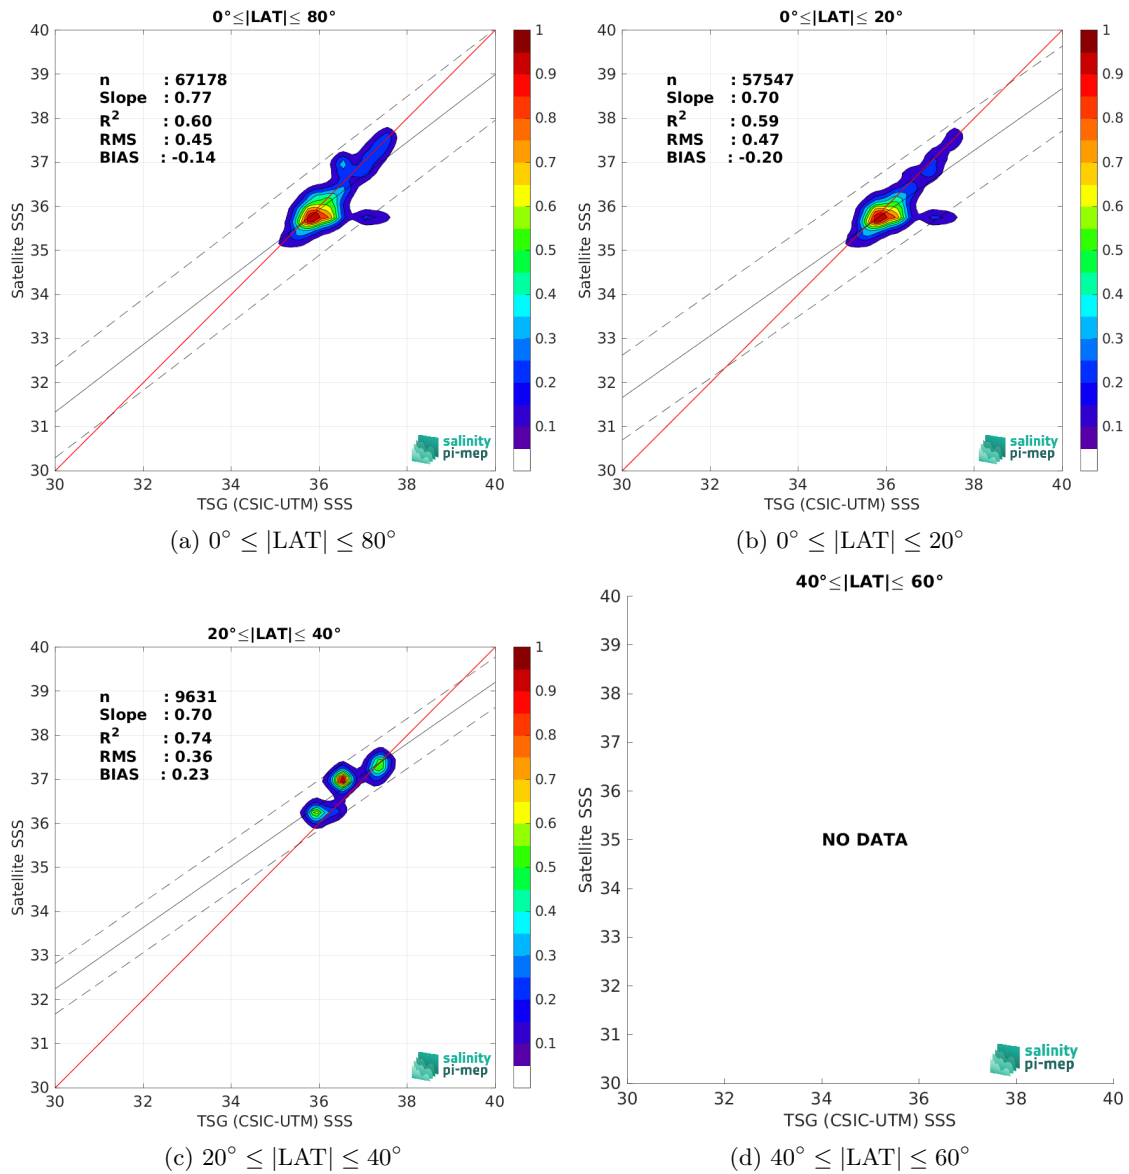 0°≤|LAT|≤ 80°
n : 67178
Slope : 0.77
R2 : 0.60
RMS : 0.45
BIAS : -0.14
40
39
38
37
36
35
34
33
32
31
30
30 32 34 36 38 40
Satellite SSS
TSG (CSIC-UTM) SSS
1
0.9
0.8
0.7
0.6
0.5
0.4
0.3
0.2
0.1
salinity
pi-mep
(a) 0° ≤ |LAT| ≤ 80°
0°≤|LAT|≤ 20°
n : 57547
Slope : 0.70
R2 : 0.59
RMS : 0.47
BIAS : -0.20
40
39
38
37
36
35
34
33
32
31
30
30 32 34 36 38 40
Satellite SSS
TSG (CSIC-UTM) SSS
1
0.9
0.8
0.7
0.6
0.5
0.4
0.3
0.2
0.1
salinity
pi-mep
(b) 0° ≤ |LAT| ≤ 20°
20°≤|LAT|≤ 40°
n : 9631
Slope : 0.70
R2 : 0.74
RMS : 0.36
BIAS : 0.23
40
39
38
37
36
35
34
33
32
31
30
30 32 34 36 38 40
Satellite SSS
TSG (CSIC-UTM) SSS
1
0.9
0.8
0.7
0.6
0.5
0.4
0.3
0.2
0.1
salinity
pi-mep
(c) 20° ≤ |LAT| ≤ 40°
40°≤|LAT|≤ 60°
40
39
38
37
36
35
34
33
32
31
30
30 32 34 36 38 40
Satellite SSS
NO DATA
TSG (CSIC-UTM) SSS
salinity
pi-mep
(d) 40° ≤ |LAT| ≤ 60°